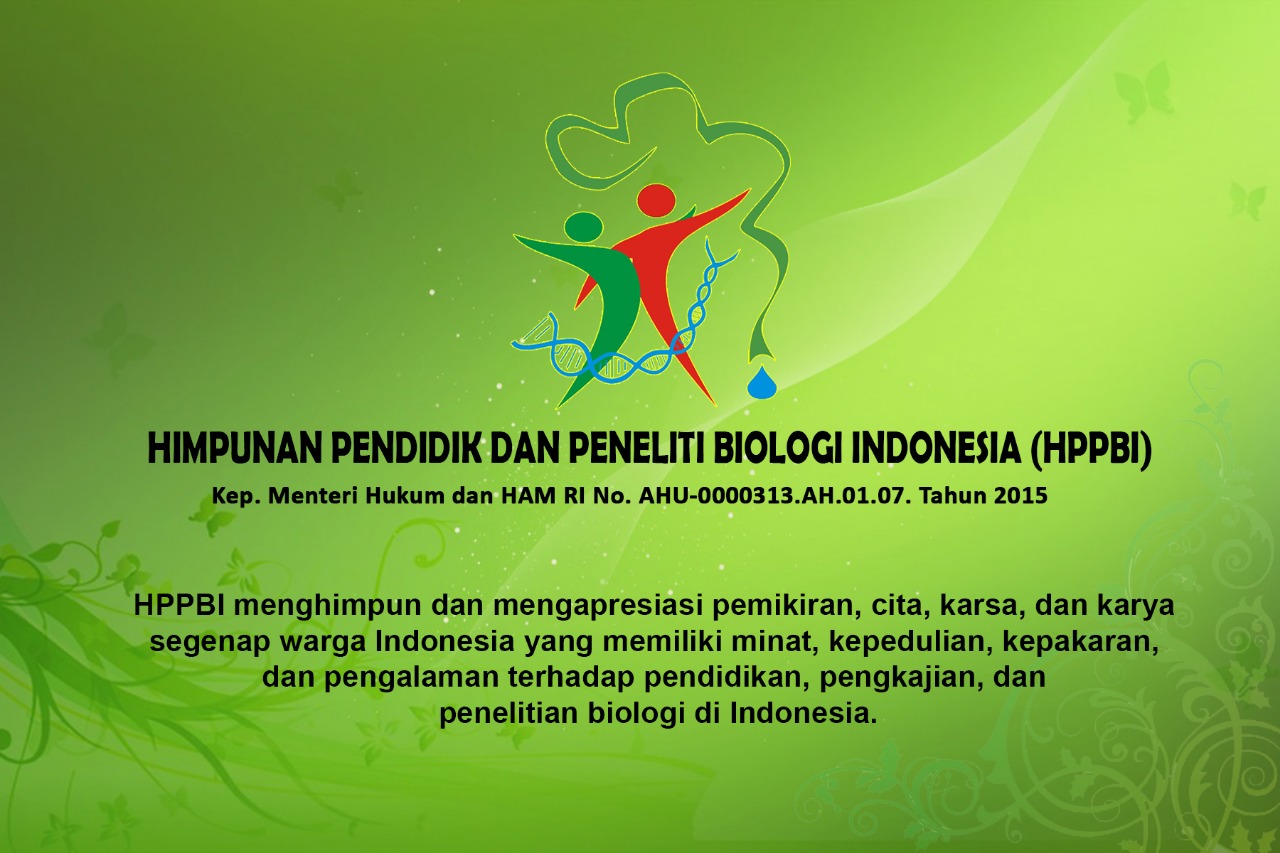 HIMPUNAN PENDIDIK DAN PENELITI BIOLOGI INDONESIA (HPPBI)
Kep. Menteri Hukum dan HAM RI No. AHU-0000313.AH.01.07. Tahun 2015
HPPBI menghimpun dan mengapresiasi pemikiran, cita, karsa, dan karya
segenap warga Indonesia yang memiliki minat, kepedulian, kepakaran,
dan pengalaman terhadap pendidikan, pengkajian, dan
penelitian biologi di Indonesia.